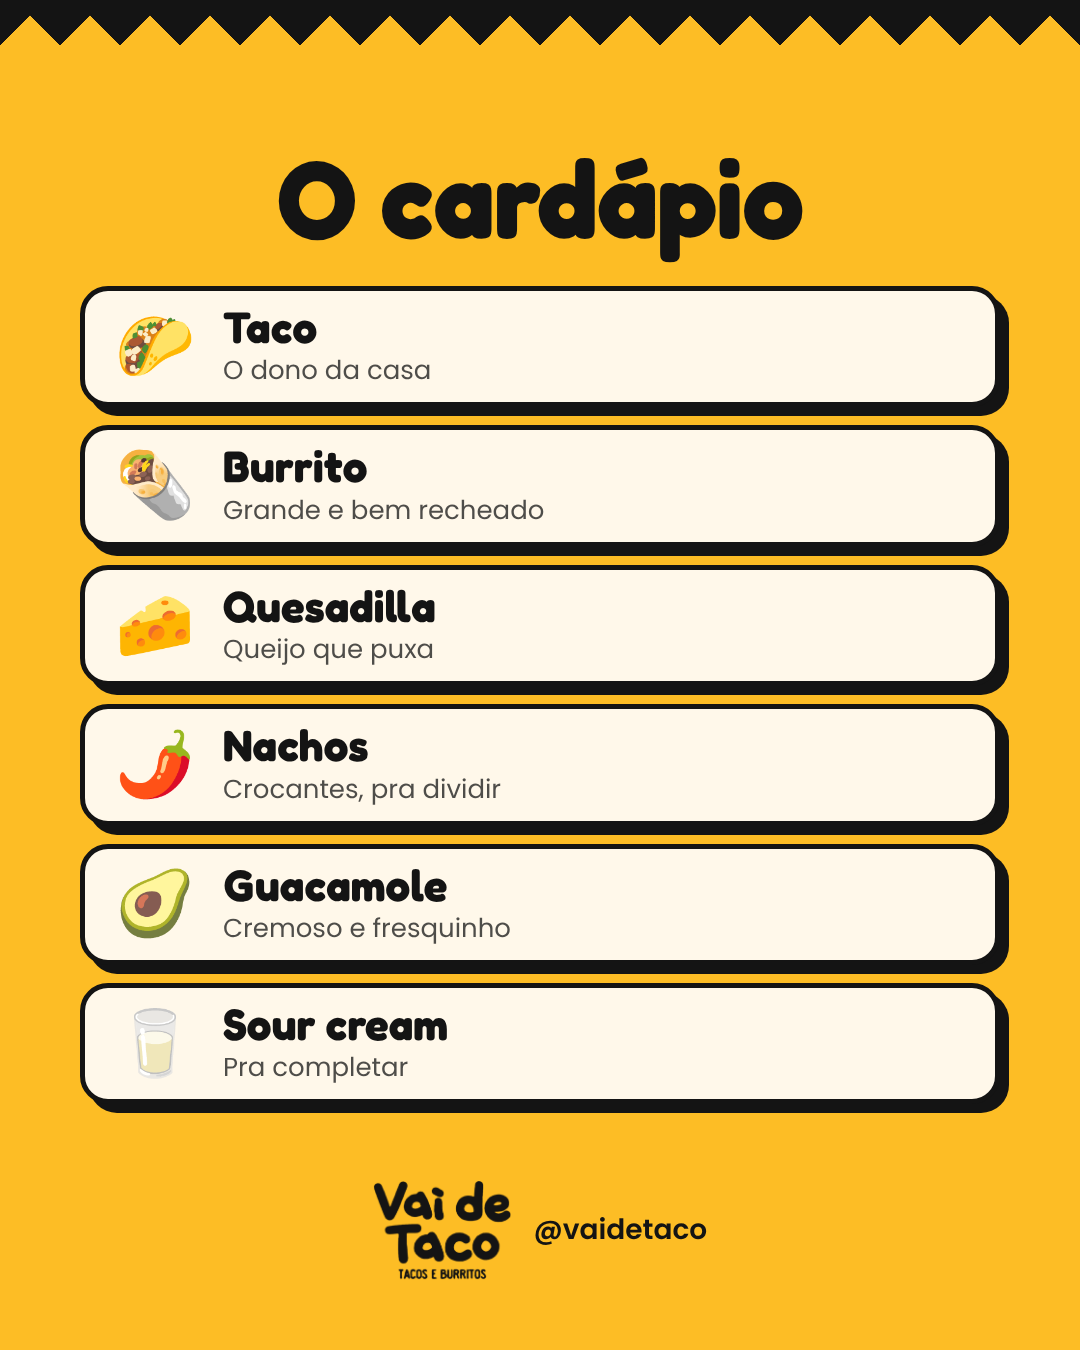 O cardápio
Taco
O dono da casa
Burrito
Grande e bem recheado
Quesadilla
Queijo que puxa
Nachos
Crocantes, pra dividir
Guacamole
Cremoso e fresquinho
Sour cream
Pra completar
Vai de
Taco
TACOS E BURRITOS
@vaidetaco